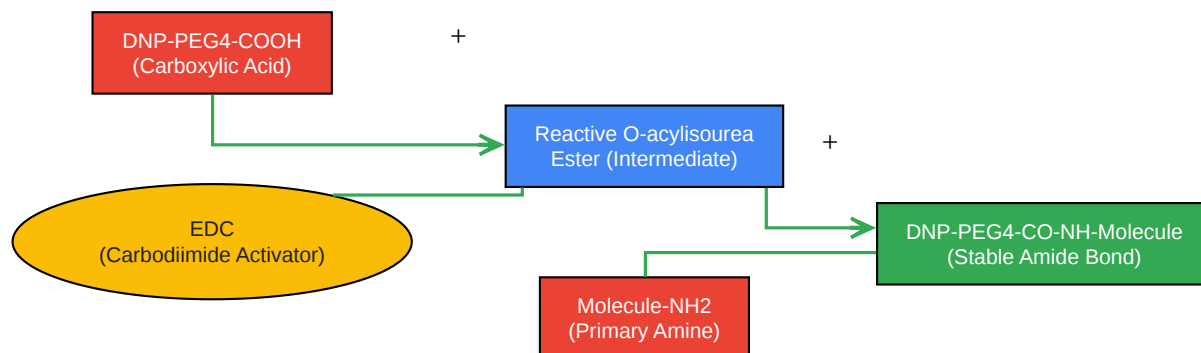 DNP-PEG4-COOH
(Carboxylic Acid)
+
Reactive O-acylisourea
Ester (Intermediate)
+
EDC
(Carbodiimide Activator)
DNP-PEG4-CO-NH-Molecule
(Stable Amide Bond)
Molecule-NH2
(Primary Amine)